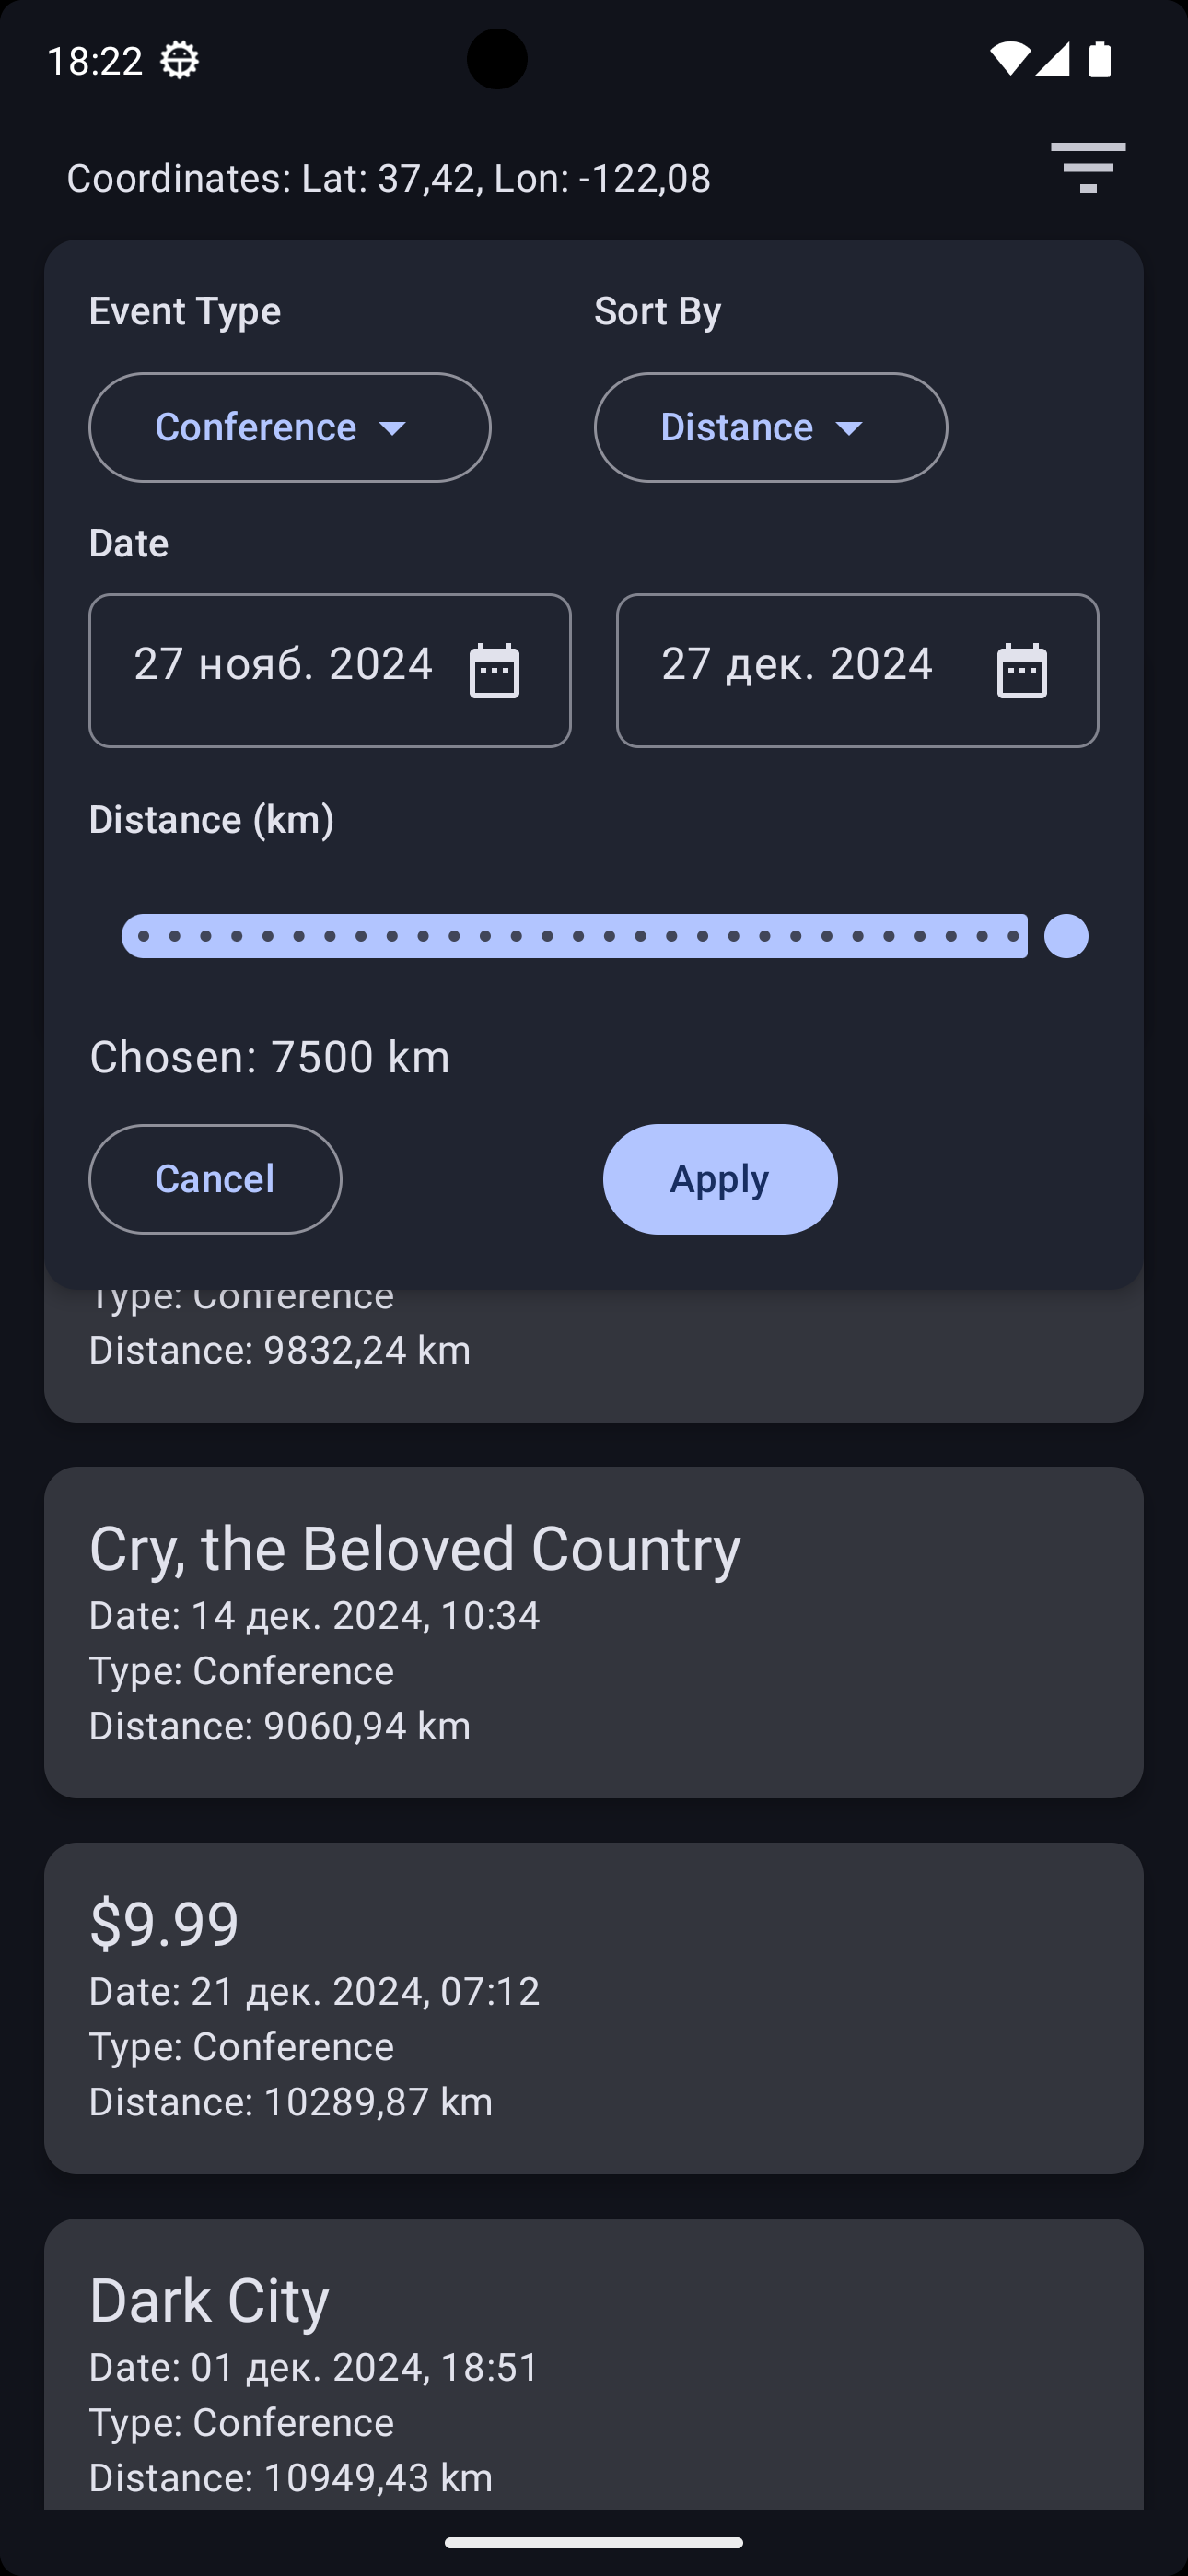 18:22
Coordinates: Lat: 37,42, Lon: -122,08
Event Type
Sort By
Conference
Distance
Date
27 нояб. 2024
27 дек. 2024
Distance (km)
Chosen: 7500 km
Cancel
Apply
Type: Conference
Distance: 9832,24 km
Cry, the Beloved Country
Date: 14 дек. 2024, 10:34
Type: Conference
Distance: 9060,94 km
$9.99
Date: 21 дек. 2024, 07:12
Type: Conference
Distance: 10289,87 km
Dark City
Date: 01 дек. 2024, 18:51
Type: Conference
Distance: 10949,43 km